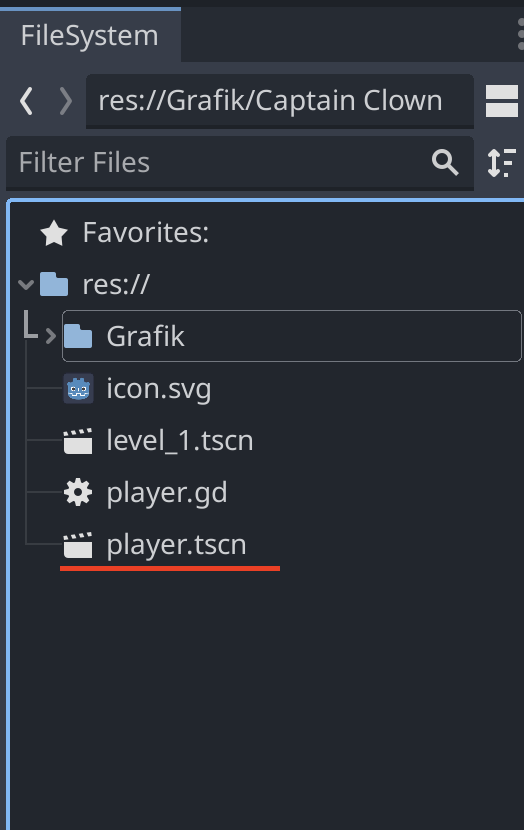 FileSystem
res://Grafik/Captain Clown
Filter Files
Favorites:
res://
Grafik
icon.svg
level_1.tscn
player.gd
player.tscn